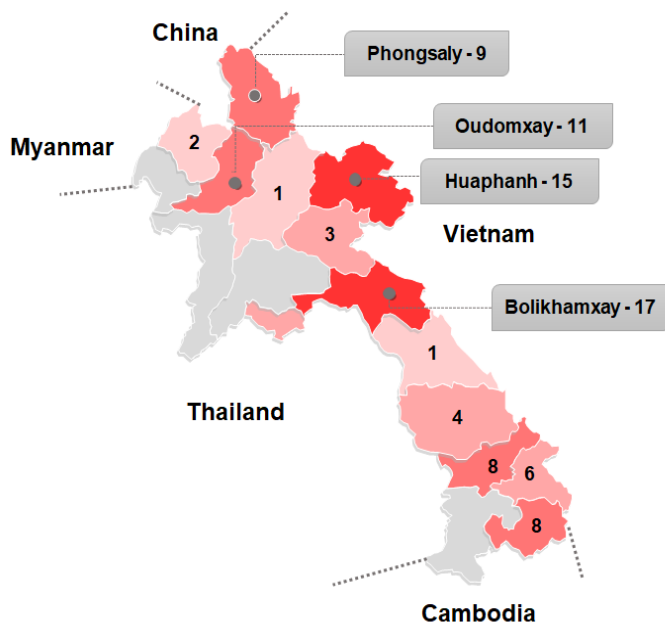 China
Phongsaly - 9
Oudomxay - 11
2
Myanmar
Huaphanh - 15
1
3
Vietnam
Bolikhamxay - 17
1
Thailand
4
8
6
8
Cambodia